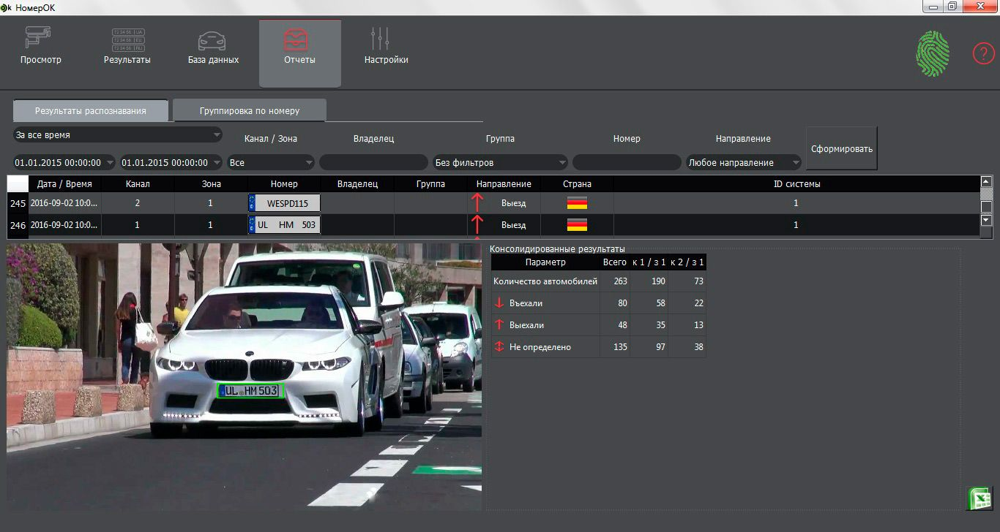 НомерОК
Просмотр
Результаты
База данных
Отчеты
Настройки
?
Результаты распознавания
Группировка по номеру
За все время
Канал / Зона
Владелец
Группа
Номер
Направление
Сформировать
01.01.2015 00:00:00
01.01.2015 00:00:00
Все
Без фильтров
Любое направление
Дата / Время Канал Зона Номер Владелец Группа Направление Страна ID системы
245 2016-09-02 10:0... 2 1 WESPD115 Выезд 1
246 2016-09-02 10:0... 1 1 UL HM 503 Выезд 1
UL HM 503
Консолидированные результаты
Параметр Всего к 1 / з 1 к 2 / з 1
Количество автомобилей 263 190 73
Въехали 80 58 22
Выехали 48 35 13
Не определено 135 97 38